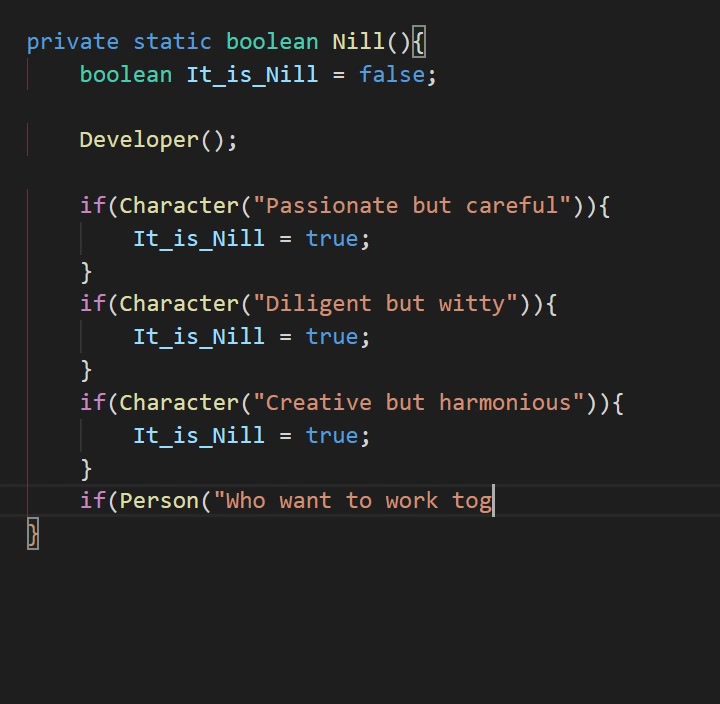 private static boolean Nill(){
    boolean It_is_Nill = false;
    Developer();
    if(Character("Passionate but careful")){
        It_is_Nill = true;
    }
    if(Character("Diligent but witty")){
        It_is_Nill = true;
    }
    if(Character("Creative but harmonious")){
        It_is_Nill = true;
    }
    if(Person("Who want to work tog
}